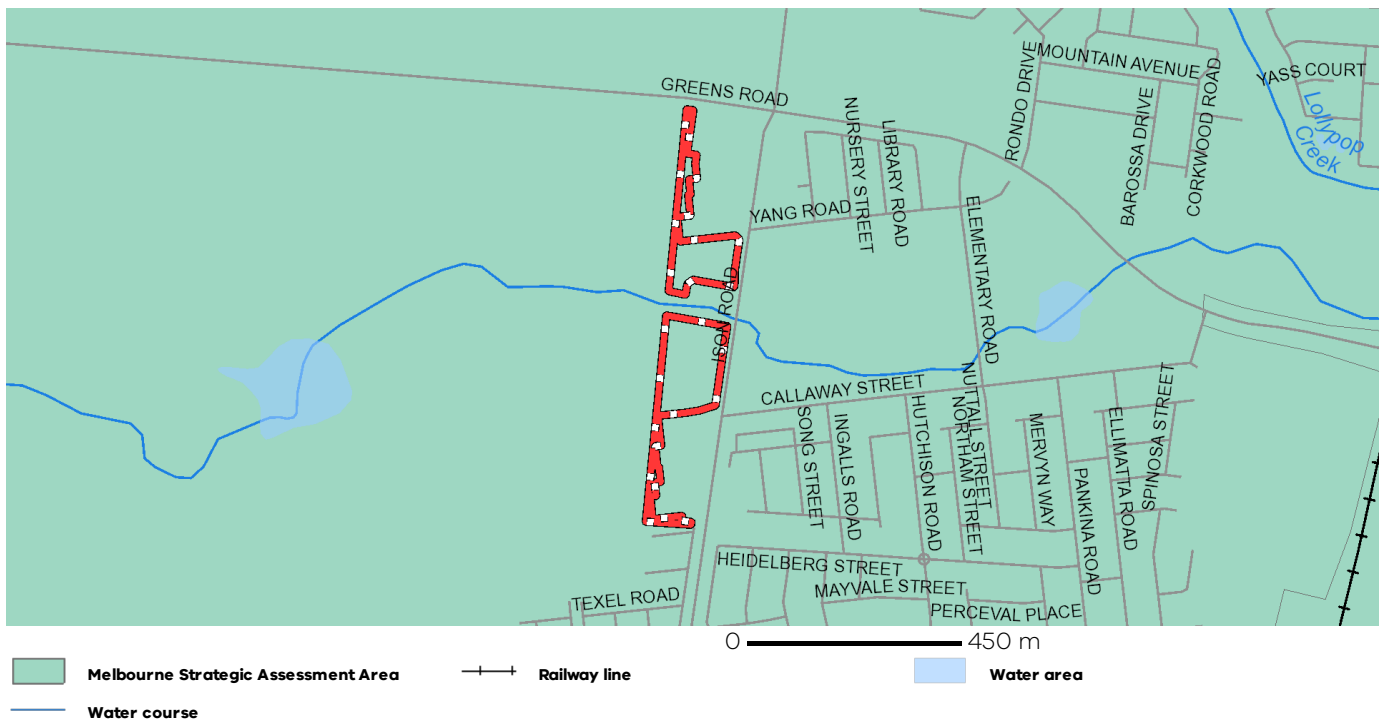 MOUNTAIN AVENUE
YASS COURT
GREENS ROAD
RONDO DRIVE
BAROSSA DRIVE
CORKWOOD ROAD
Lollypop
Creek
NURSERY STREET
LIBRARY ROAD
YANG ROAD
ELEMENTARY ROAD
ISON ROAD
CALLAWAY STREET
SONG STREET
INGALLS ROAD
HUTCHISON ROAD
NUTTALL STREET
NORTHAM STREET
MERVYN WAY
PANKINA ROAD
ELLIMATTA ROAD
SPINOSA STREET
HEIDELBERG STREET
MAYVALE STREET
TEXEL ROAD
PERCEVAL PLACE
0 450 m
Melbourne Strategic Assessment Area
Railway line
Water area
Water course